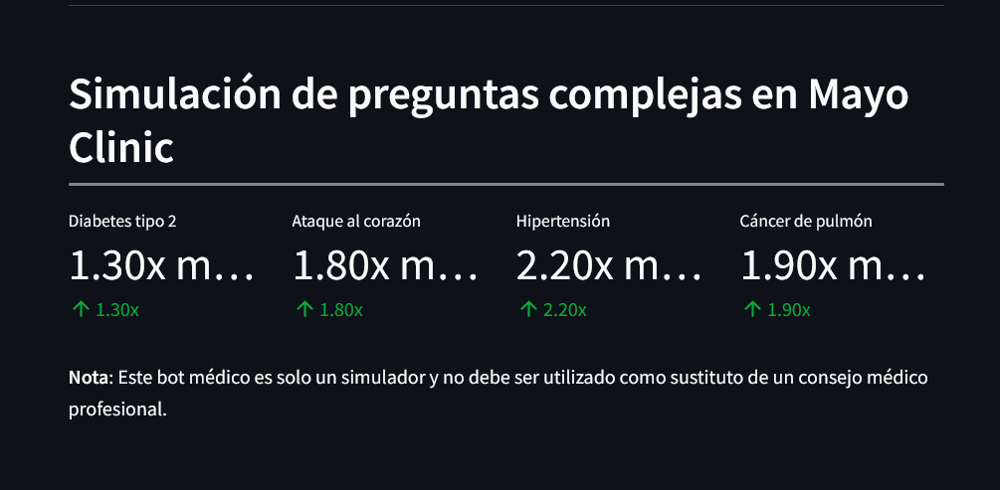 Simulación de preguntas complejas en Mayo
Clinic
Diabetes tipo 2
1.30x m...
↑ 1.30x
Ataque al corazón
1.80x m...
↑ 1.80x
Hipertensión
2.20x m...
↑ 2.20x
Cáncer de pulmón
1.90x m...
↑ 1.90x
Nota: Este bot médico es solo un simulador y no debe ser utilizado como sustituto de un consejo médico
profesional.